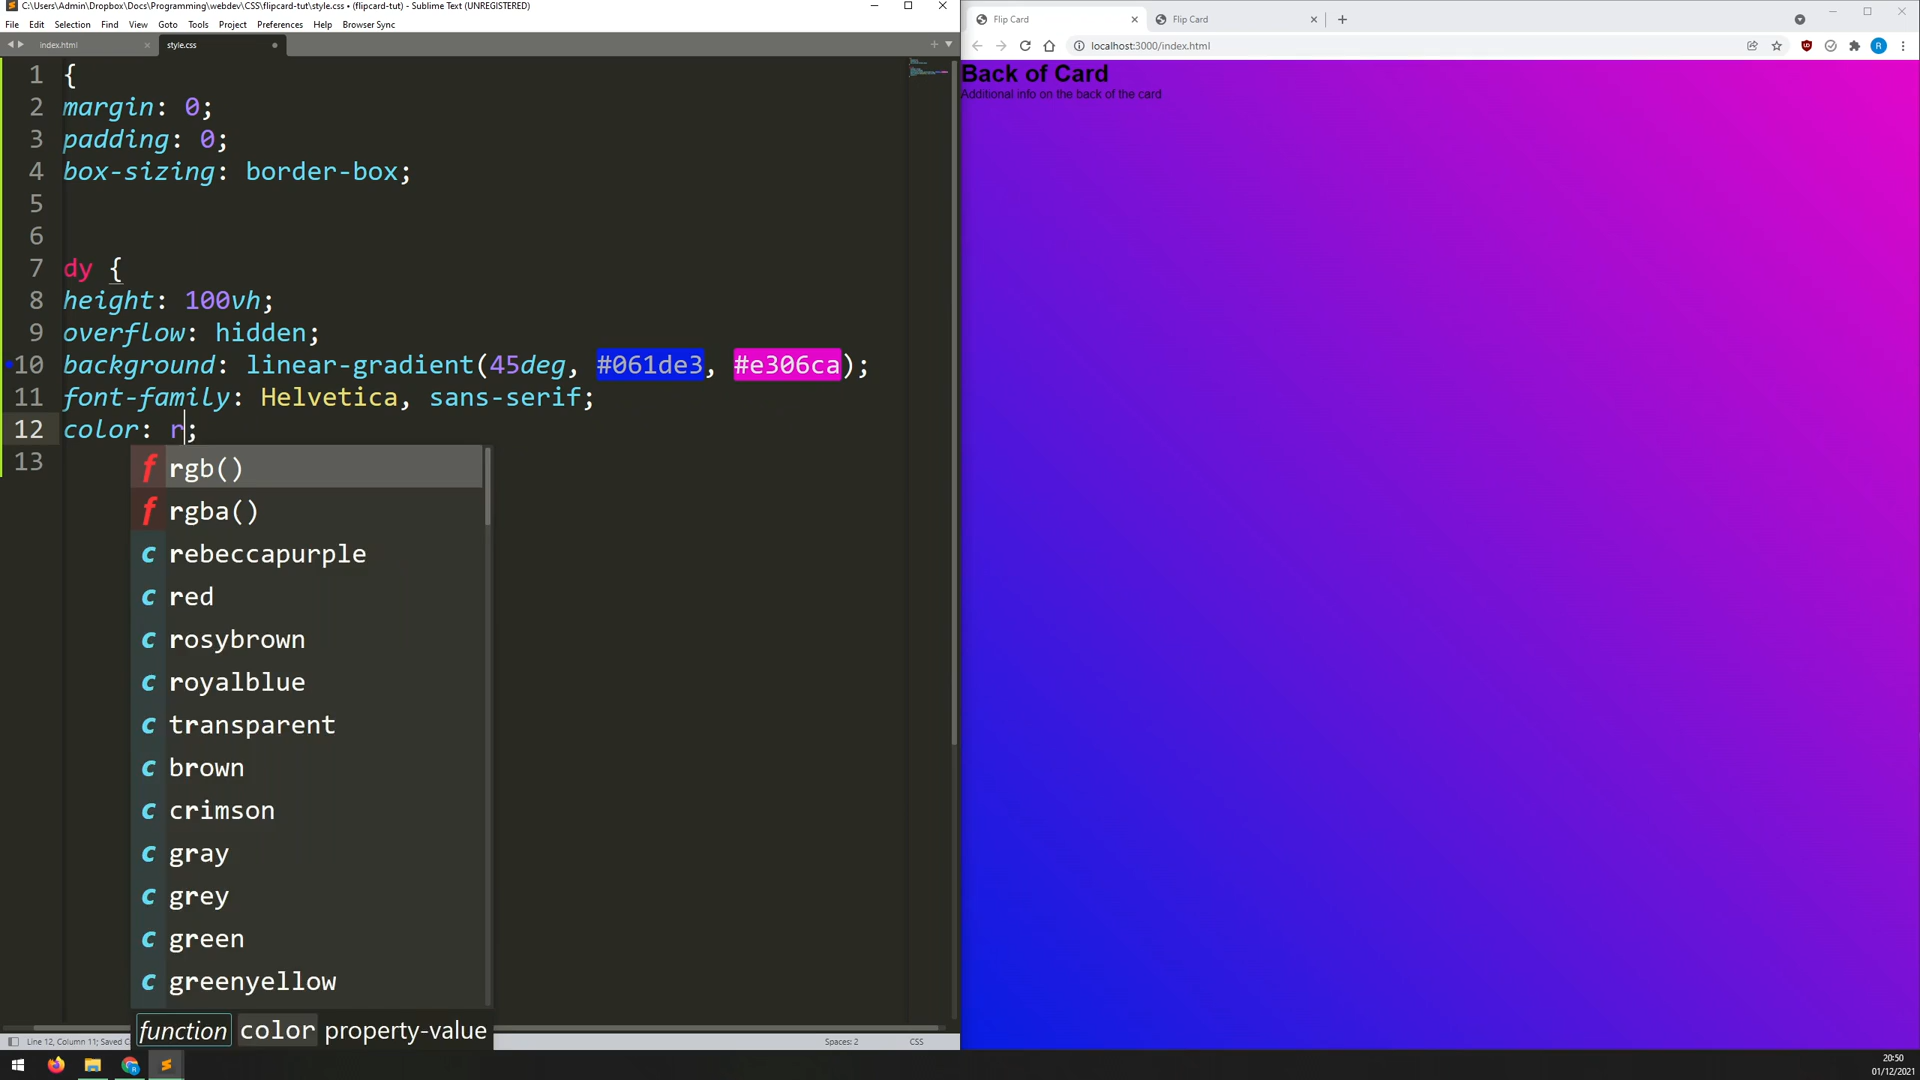 C:\Users\Admin\Dropbox\Docs\Programming\webdev\CSS\flipcard-tut\style.css • (flipcard-tut) - Sublime Text (UNREGISTERED)
File Edit Selection Find View Goto Tools Project Preferences Help Browser Sync
index.html style.css
1 {
2 margin: 0;
3 padding: 0;
4 box-sizing: border-box;
5
6
7 dy {
8 height: 100vh;
9 overflow: hidden;
10 background: linear-gradient(45deg, #061de3, #e306ca);
11 font-family: Helvetica, sans-serif;
12 color: r;
13
f rgb()
f rgba()
c rebeccapurple
c red
c rosybrown
c royalblue
c transparent
c brown
c crimson
c gray
c grey
c green
c greenyellow
function color property-value
Line 12, Column 11; Saved C
Spaces: 2 CSS
Flip Card Flip Card
localhost:3000/index.html
R
Back of Card
Additional info on the back of the card
20:50
01/12/2021